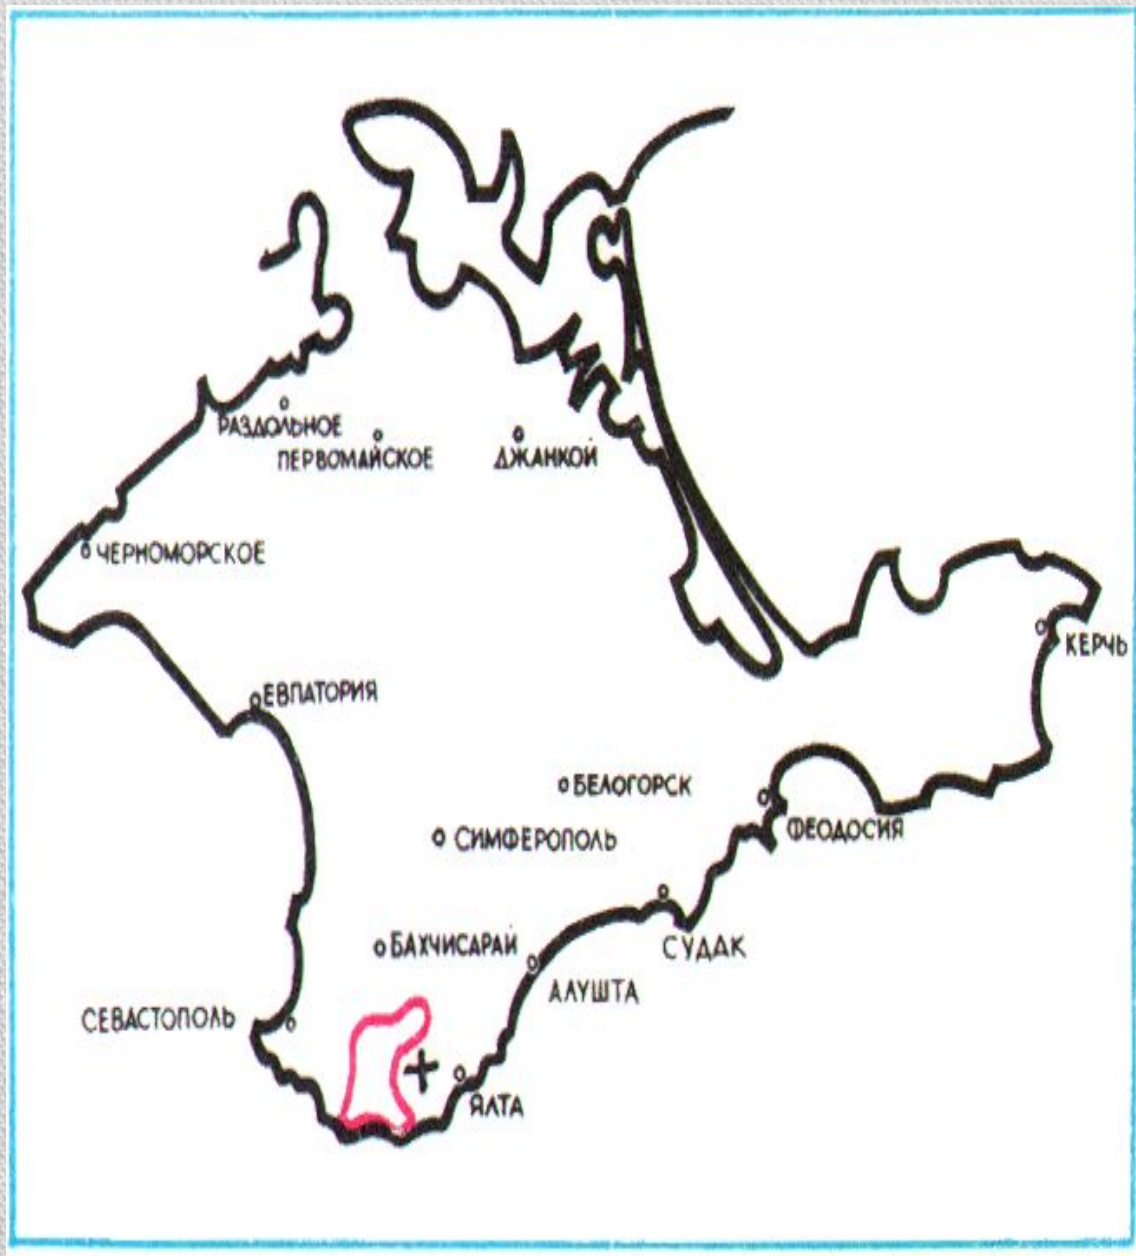 РАЗДОЛЬНОЕ
ПЕРВОМАЙСКОЕ
ДЖАНКОЙ
ЧЕРНОМОРСКОЕ
КЕРЧЬ
ЕВПАТОРИЯ
БЕЛОГОРСК
ФЕОДОСИЯ
СИМФЕРОПОЛЬ
БАХЧИСАРАЙ
СУДАК
АЛУШТА
СЕВАСТОПОЛЬ
ЯЛТА